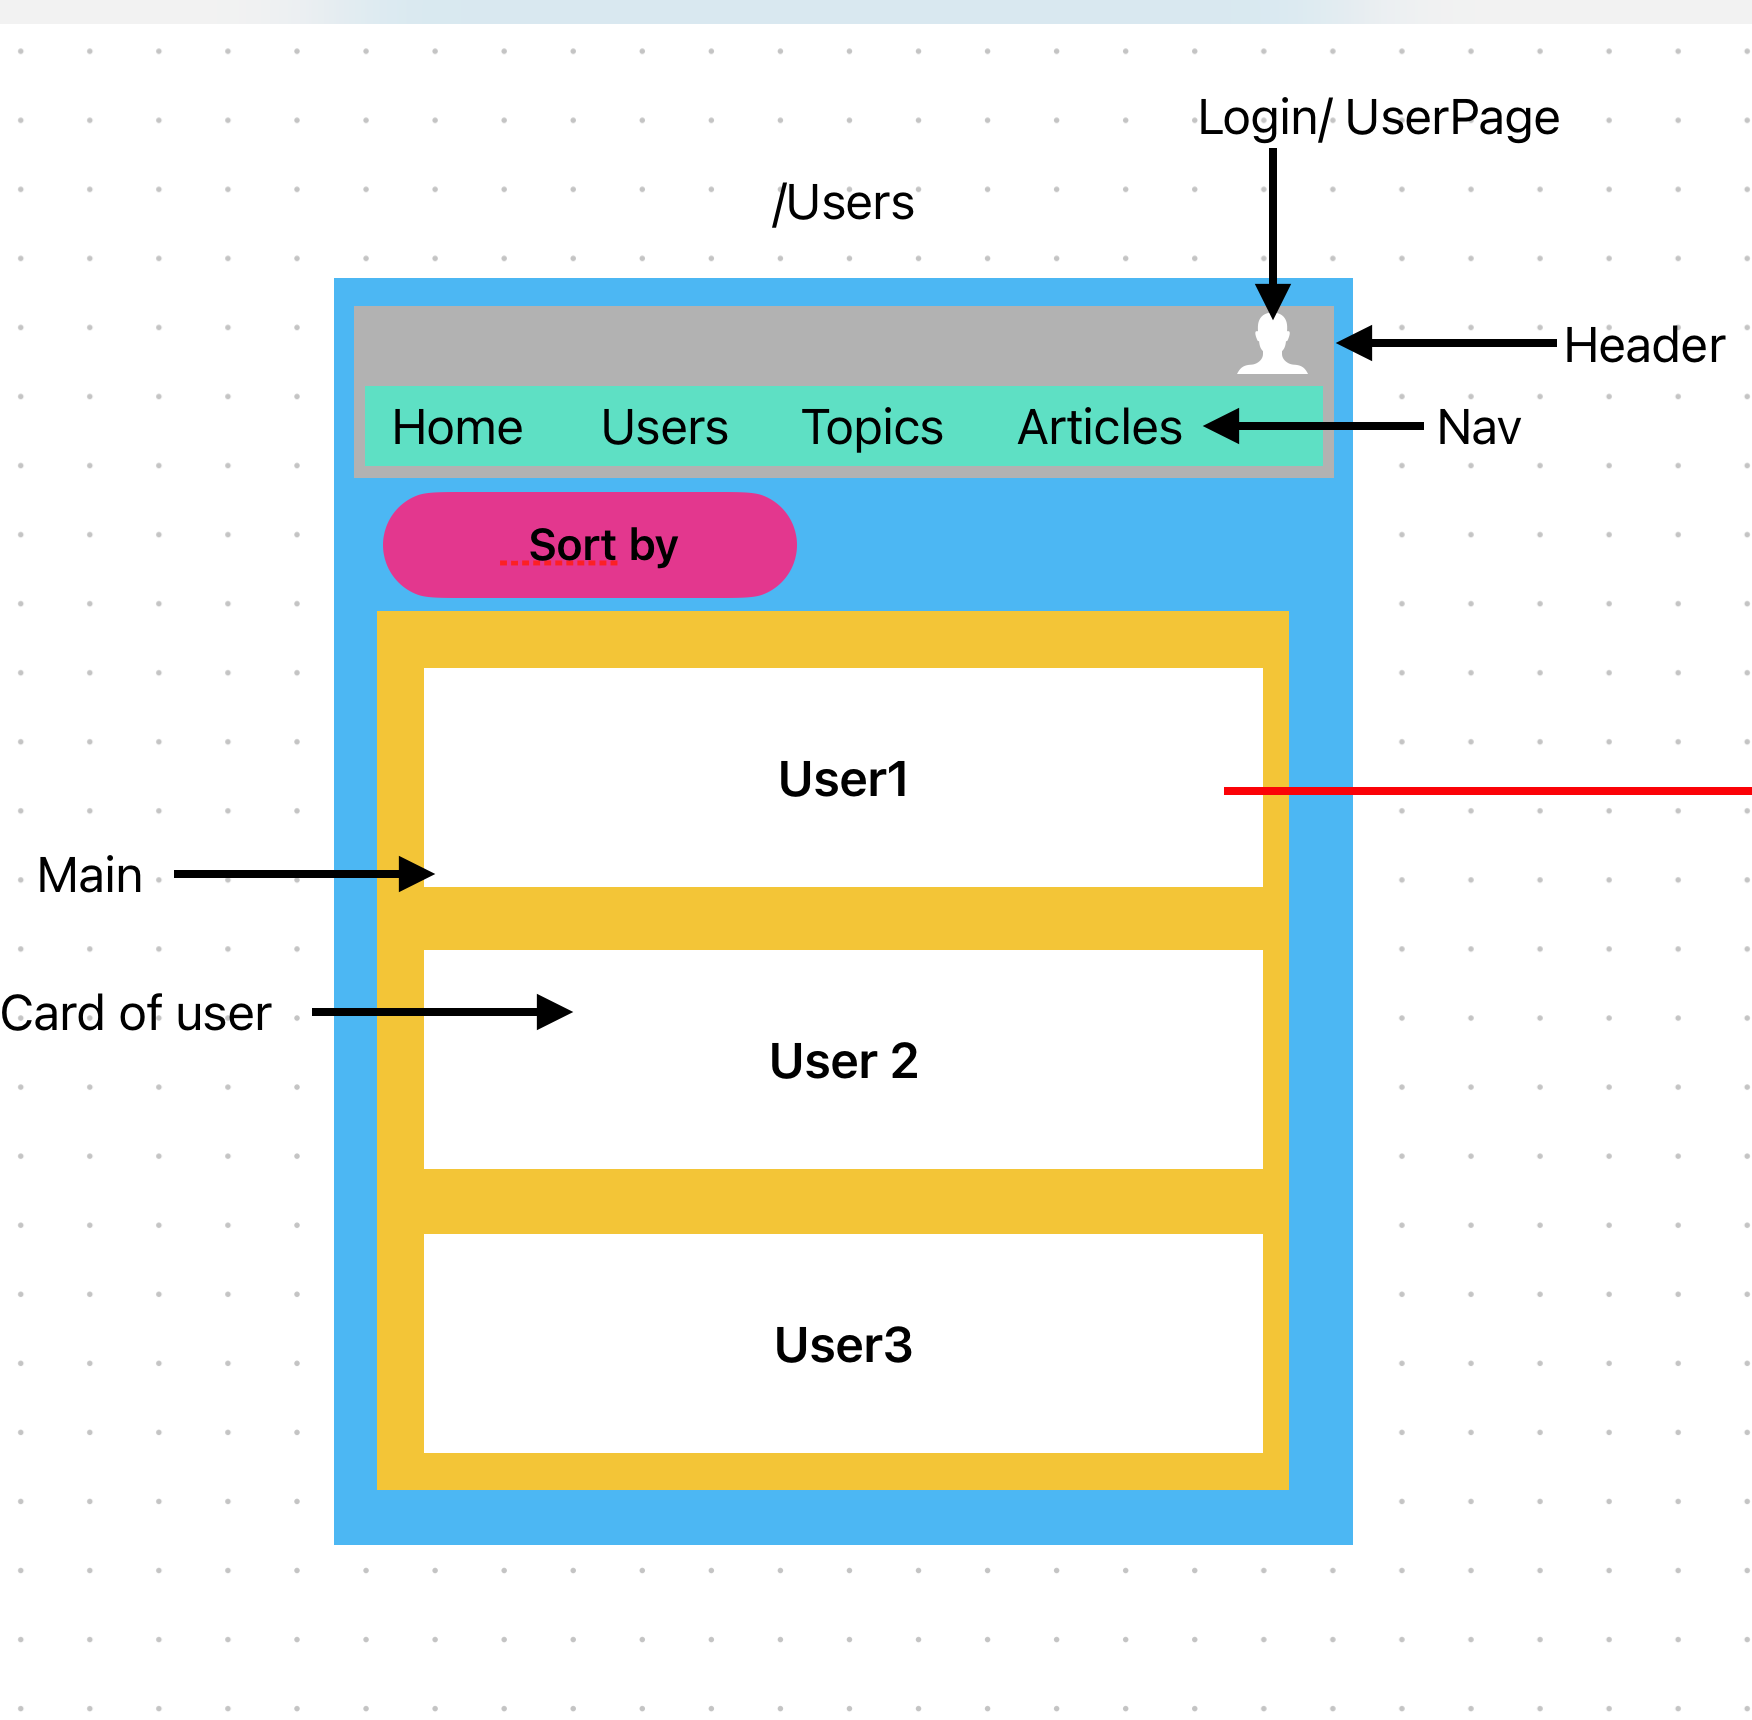 Login/ UserPage
/Users
Header
Home Users Topics Articles
Nav
Sort by
User1
Main
Card of user
User 2
User3